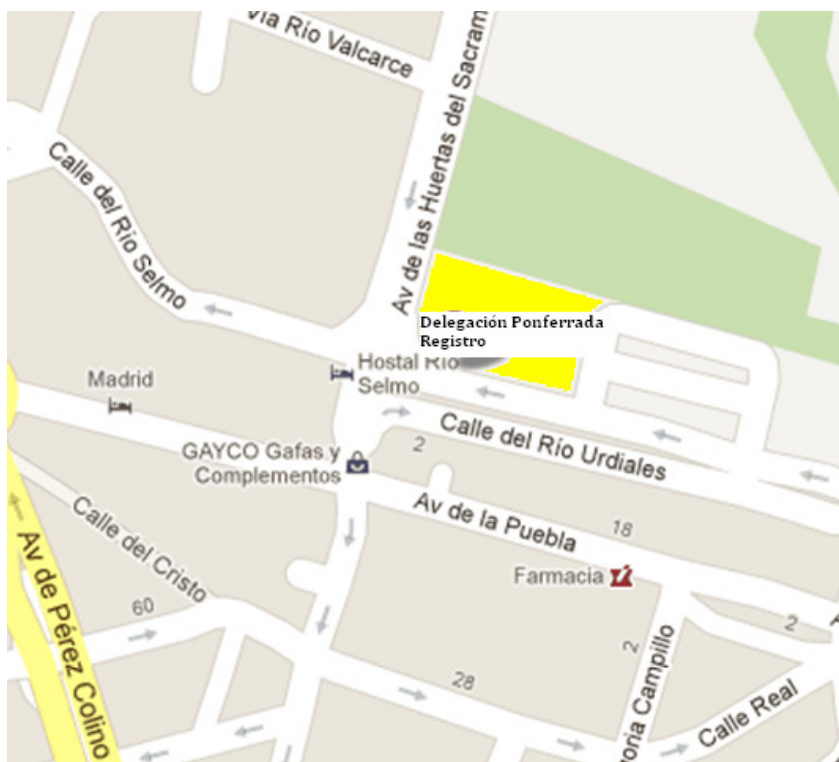 Vía Río Valcarce
Av de las Huertas del Sacram
Calle del Río Selmo
Delegación Ponferrada
Registro
Hostal Río
Selmo
Madrid
2
Calle del Río Urdiales
GAYCO Gafas y
Complementos
Av de la Puebla
18
Calle del Cristo
Farmacia
Av de Pérez Colino
60
2
2
28
oria Campillo
Calle Real